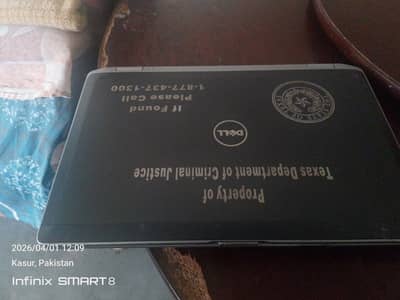 Property of
Texas Department of Criminal Justice
DELL
If Found
Please Call
1-877-437-1300
2026/04/01 12:09
Kasur, Pakistan
Infinix SMART 8